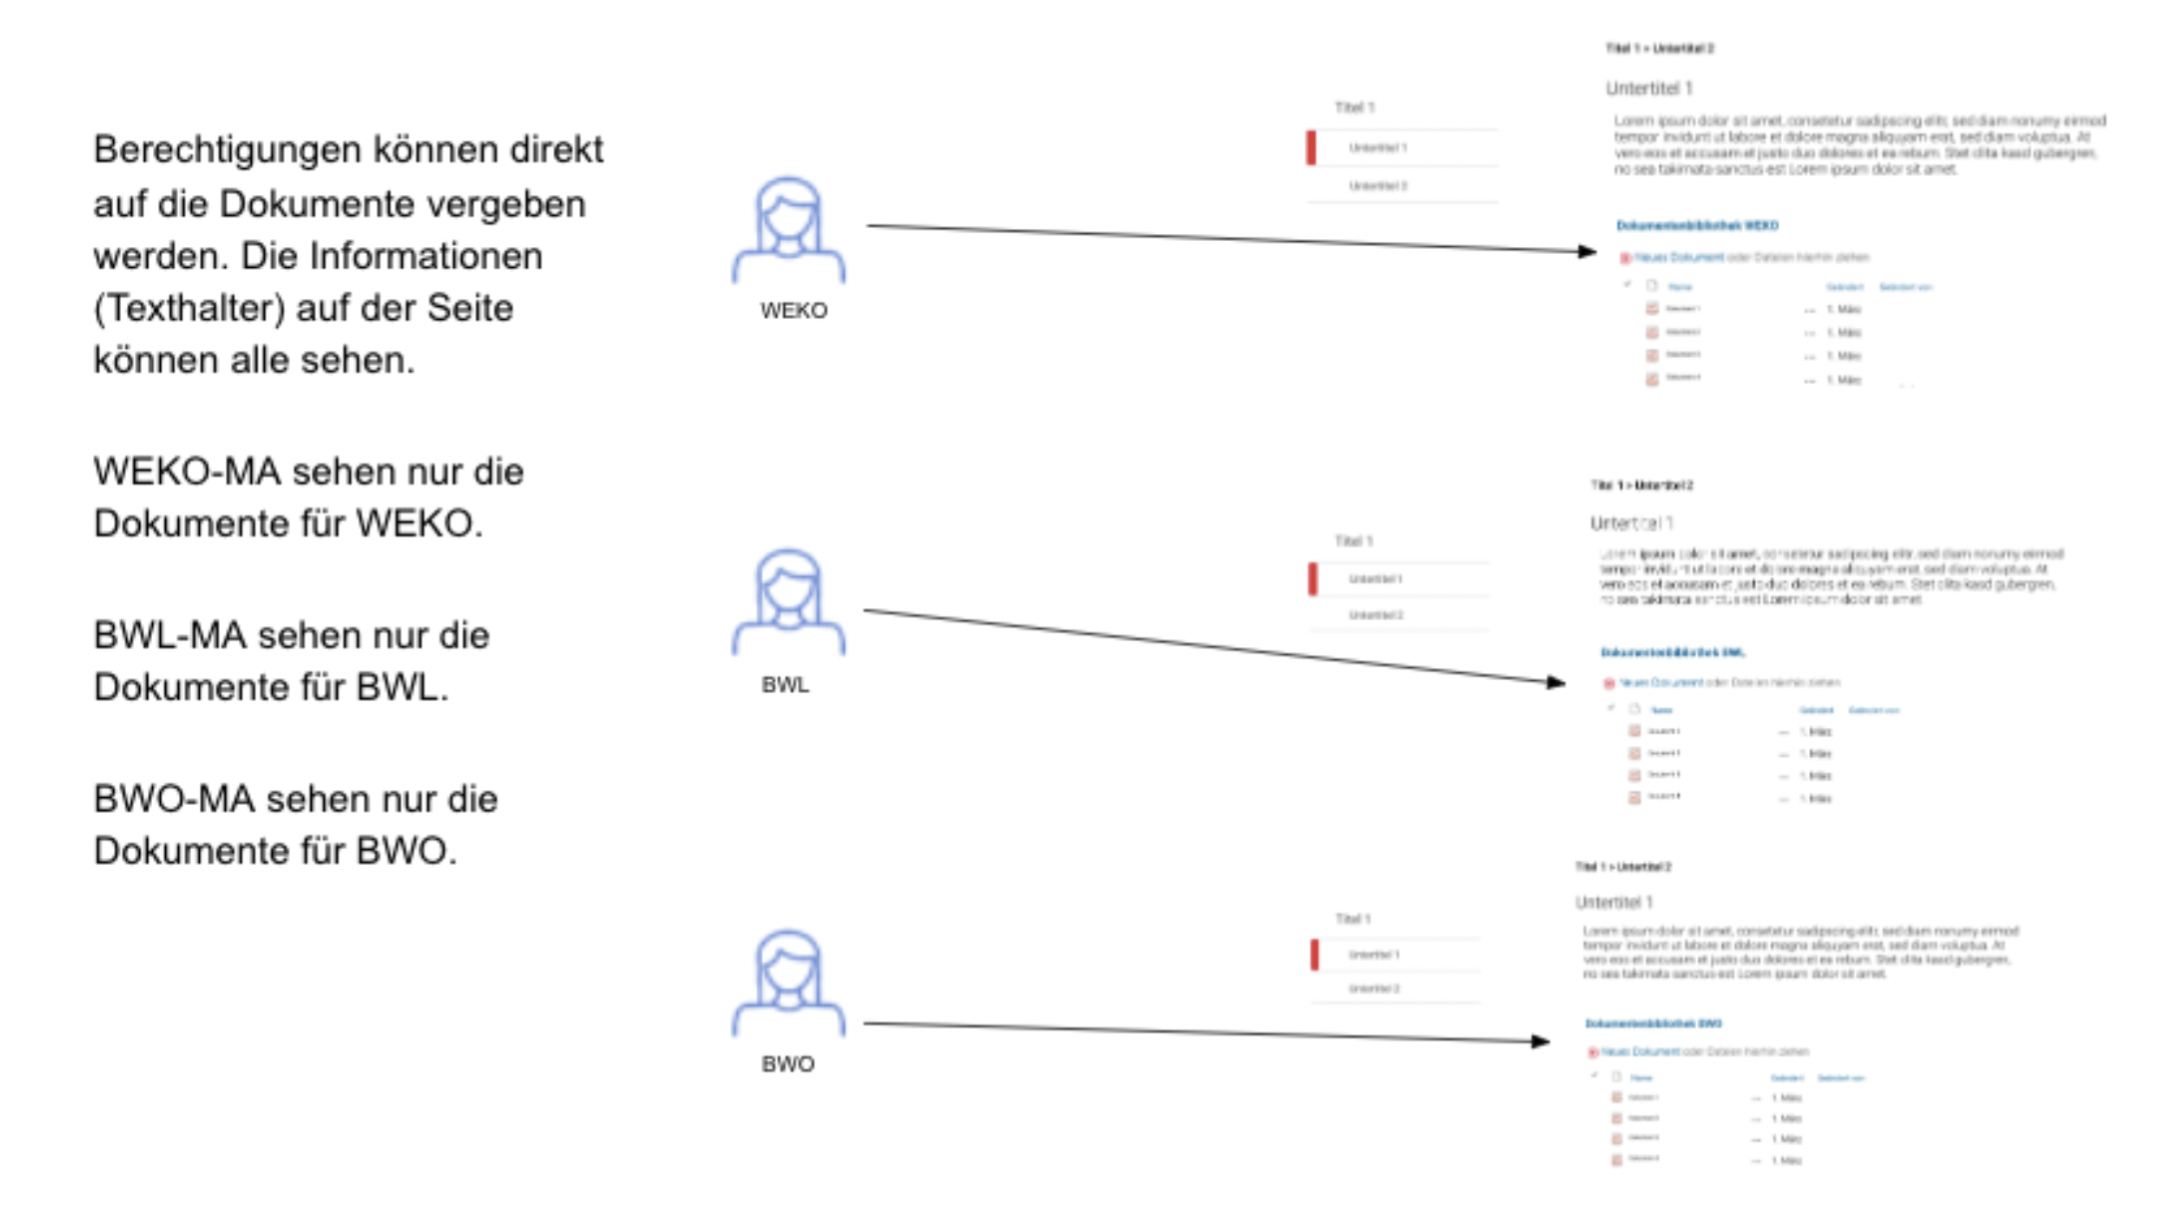 Berechtigungen können direkt
auf die Dokumente vergeben
werden. Die Informationen
(Texthalter) auf der Seite
können alle sehen.
WEKO-MA sehen nur die
Dokumente für WEKO.
BWL-MA sehen nur die
Dokumente für BWL.
BWO-MA sehen nur die
Dokumente für BWO.
WEKO
Titel 1
Untertitel 1
Untertitel 2
Titel 1 > Untertitel 2
Untertitel 1
Lorem ipsum dolor sit amet, consetetur sadipscing elitr, sed diam nonumy eirmod
tempor invidunt ut labore et dolore magna aliquyam erat, sed diam voluptua. At
vero eos et accusam et justo duo dolores et ea rebum. Stet clita kasd gubergren,
no sea takimata sanctus est Lorem ipsum dolor sit amet.
Dokumentenbibliothek WEKO
Neues Dokument oder Dateien hierhin ziehen
Name Geändert Geändert von
Dokument 1 ... 1. März
... 1. März
... 1. März
... 1. März
BWL
Titel 1
Untertitel 1
Untertitel 2
Titel 1 > Untertitel 2
Untertitel 1
Lorem ipsum dolor sit amet, consetetur sadipscing elitr, sed diam nonumy eirmod
tempor invidunt ut labore et dolore magna aliquyam erat, sed diam voluptua. At
vero eos et accusam et justo duo dolores et ea rebum. Stet clita kasd gubergren,
no sea takimata sanctus est Lorem ipsum dolor sit amet.
Dokumentenbibliothek BWL
Neues Dokument oder Dateien hierhin ziehen
Name Geändert Geändert von
... 1. März
... 1. März
... 1. März
... 1. März
BWO
Titel 1
Untertitel 1
Untertitel 2
Titel 1 > Untertitel 2
Untertitel 1
Lorem ipsum dolor sit amet, consetetur sadipscing elitr, sed diam nonumy eirmod
tempor invidunt ut labore et dolore magna aliquyam erat, sed diam voluptua. At
vero eos et accusam et justo duo dolores et ea rebum. Stet clita kasd gubergren,
no sea takimata sanctus est Lorem ipsum dolor sit amet.
Dokumentenbibliothek BWO
Neues Dokument oder Dateien hierhin ziehen
Name Geändert Geändert von
... 1. März
... 1. März
... 1. März
... 1. März